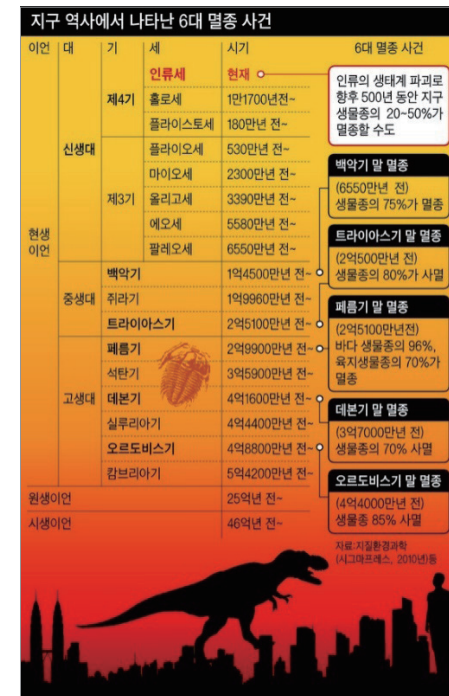 지구 역사에서 나타난 6대 멸종 사건
이언 대 기 세 시기 6대 멸종 사건
현생
이언
신생대
제4기
인류세 현재
홀로세 1만1700년전~
플라이스토세 180만년 전~
제3기
플라이오세 530만년 전~
마이오세 2300만년 전~
올리고세 3390만년 전~
에오세 5580만년 전~
팔레오세 6550만년 전~
중생대
백악기 1억4500만년 전~
쥐라기 1억9960만년 전~
트라이아스기 2억5100만년 전~
고생대
페름기 2억9900만년 전~
석탄기 3억5900만년 전~
데본기 4억1600만년 전~
실루리아기 4억4400만년 전~
오르도비스기 4억8800만년 전~
캄브리아기 5억4200만년 전~
원생이언 25억년 전~
시생이언 46억년 전~
인류의 생태계 파괴로
향후 500년 동안 지구
생물종의 20~50%가
멸종할 수도
백악기 말 멸종
(6550만년 전)
생물종의 75%가 멸종
트라이아스기 말 멸종
(2억500만년 전)
생물종의 80%가 사멸
페름기 말 멸종
(2억5100만년전)
바다 생물종의 96%,
육지생물종의 70%가
멸종
데본기 말 멸종
(3억7000만년 전)
생물종의 70% 사멸
오르도비스기 말 멸종
(4억4000만년 전)
생물종 85% 사멸
자료:지질환경과학
(시그마프레스, 2010년)등